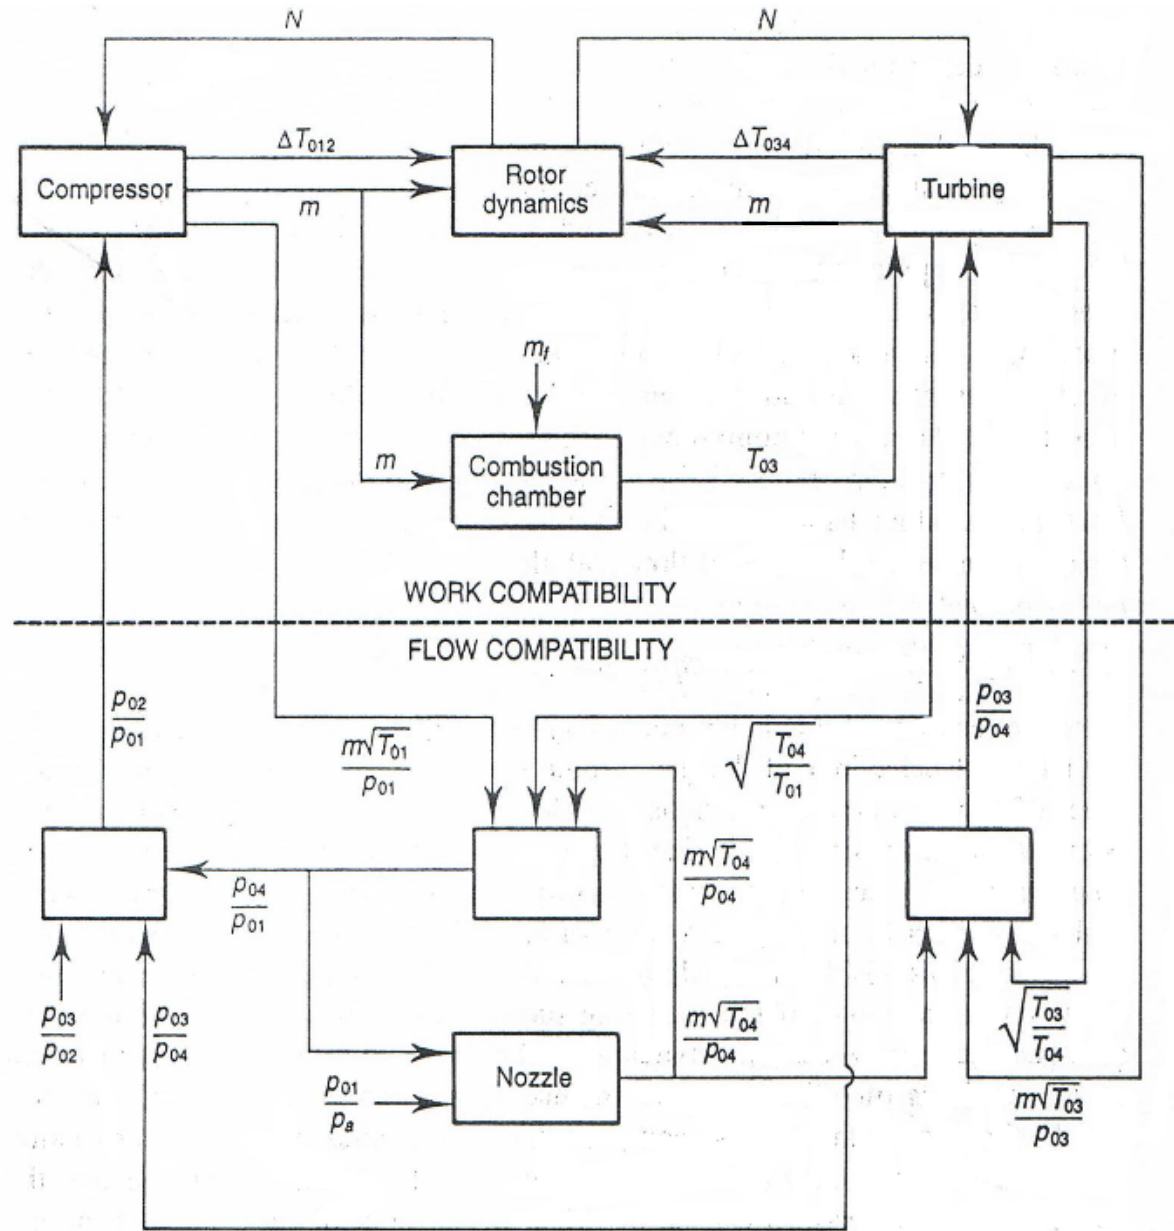 N N
ΔT₀₁₂ ΔT₀₃₄
Compressor
Rotor
dynamics
Turbine
m m
m_f
m
Combustion
chamber
T₀₃
WORK COMPATIBILITY
FLOW COMPATIBILITY
p₀₂/p₀₁
m√T₀₁/p₀₁
√(T₀₄/T₀₁)
p₀₃/p₀₄
p₀₄/p₀₁
m√T₀₄/p₀₄
p₀₃/p₀₂
p₀₃/p₀₄
m√T₀₄/p₀₄
√(T₀₃/T₀₄)
p₀₁/pₐ
Nozzle
m√T₀₃/p₀₃